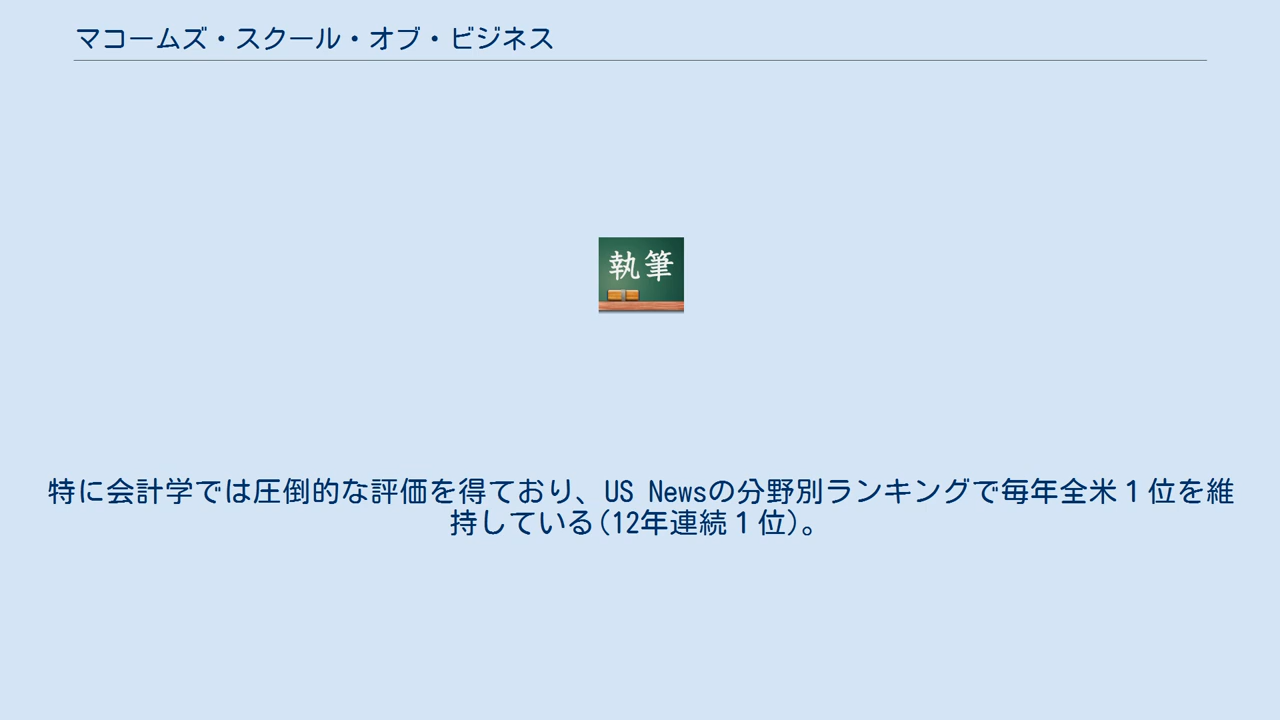 マコームズ・スクール・オブ・ビジネス
執筆
特に会計学では圧倒的な評価を得ており、US Newsの分野別ランキングで毎年全米１位を維
持している(12年連続１位)。